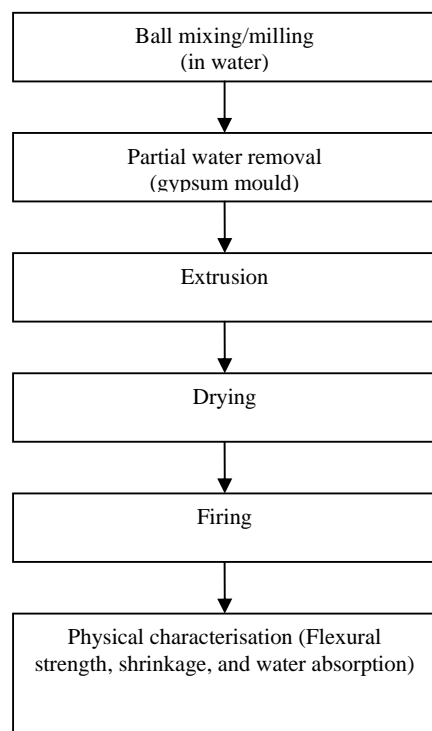 Ball mixing/milling
(in water)
Partial water removal
(gypsum mould)
Extrusion
Drying
Firing
Physical characterisation (Flexural
strength, shrinkage, and water absorption)